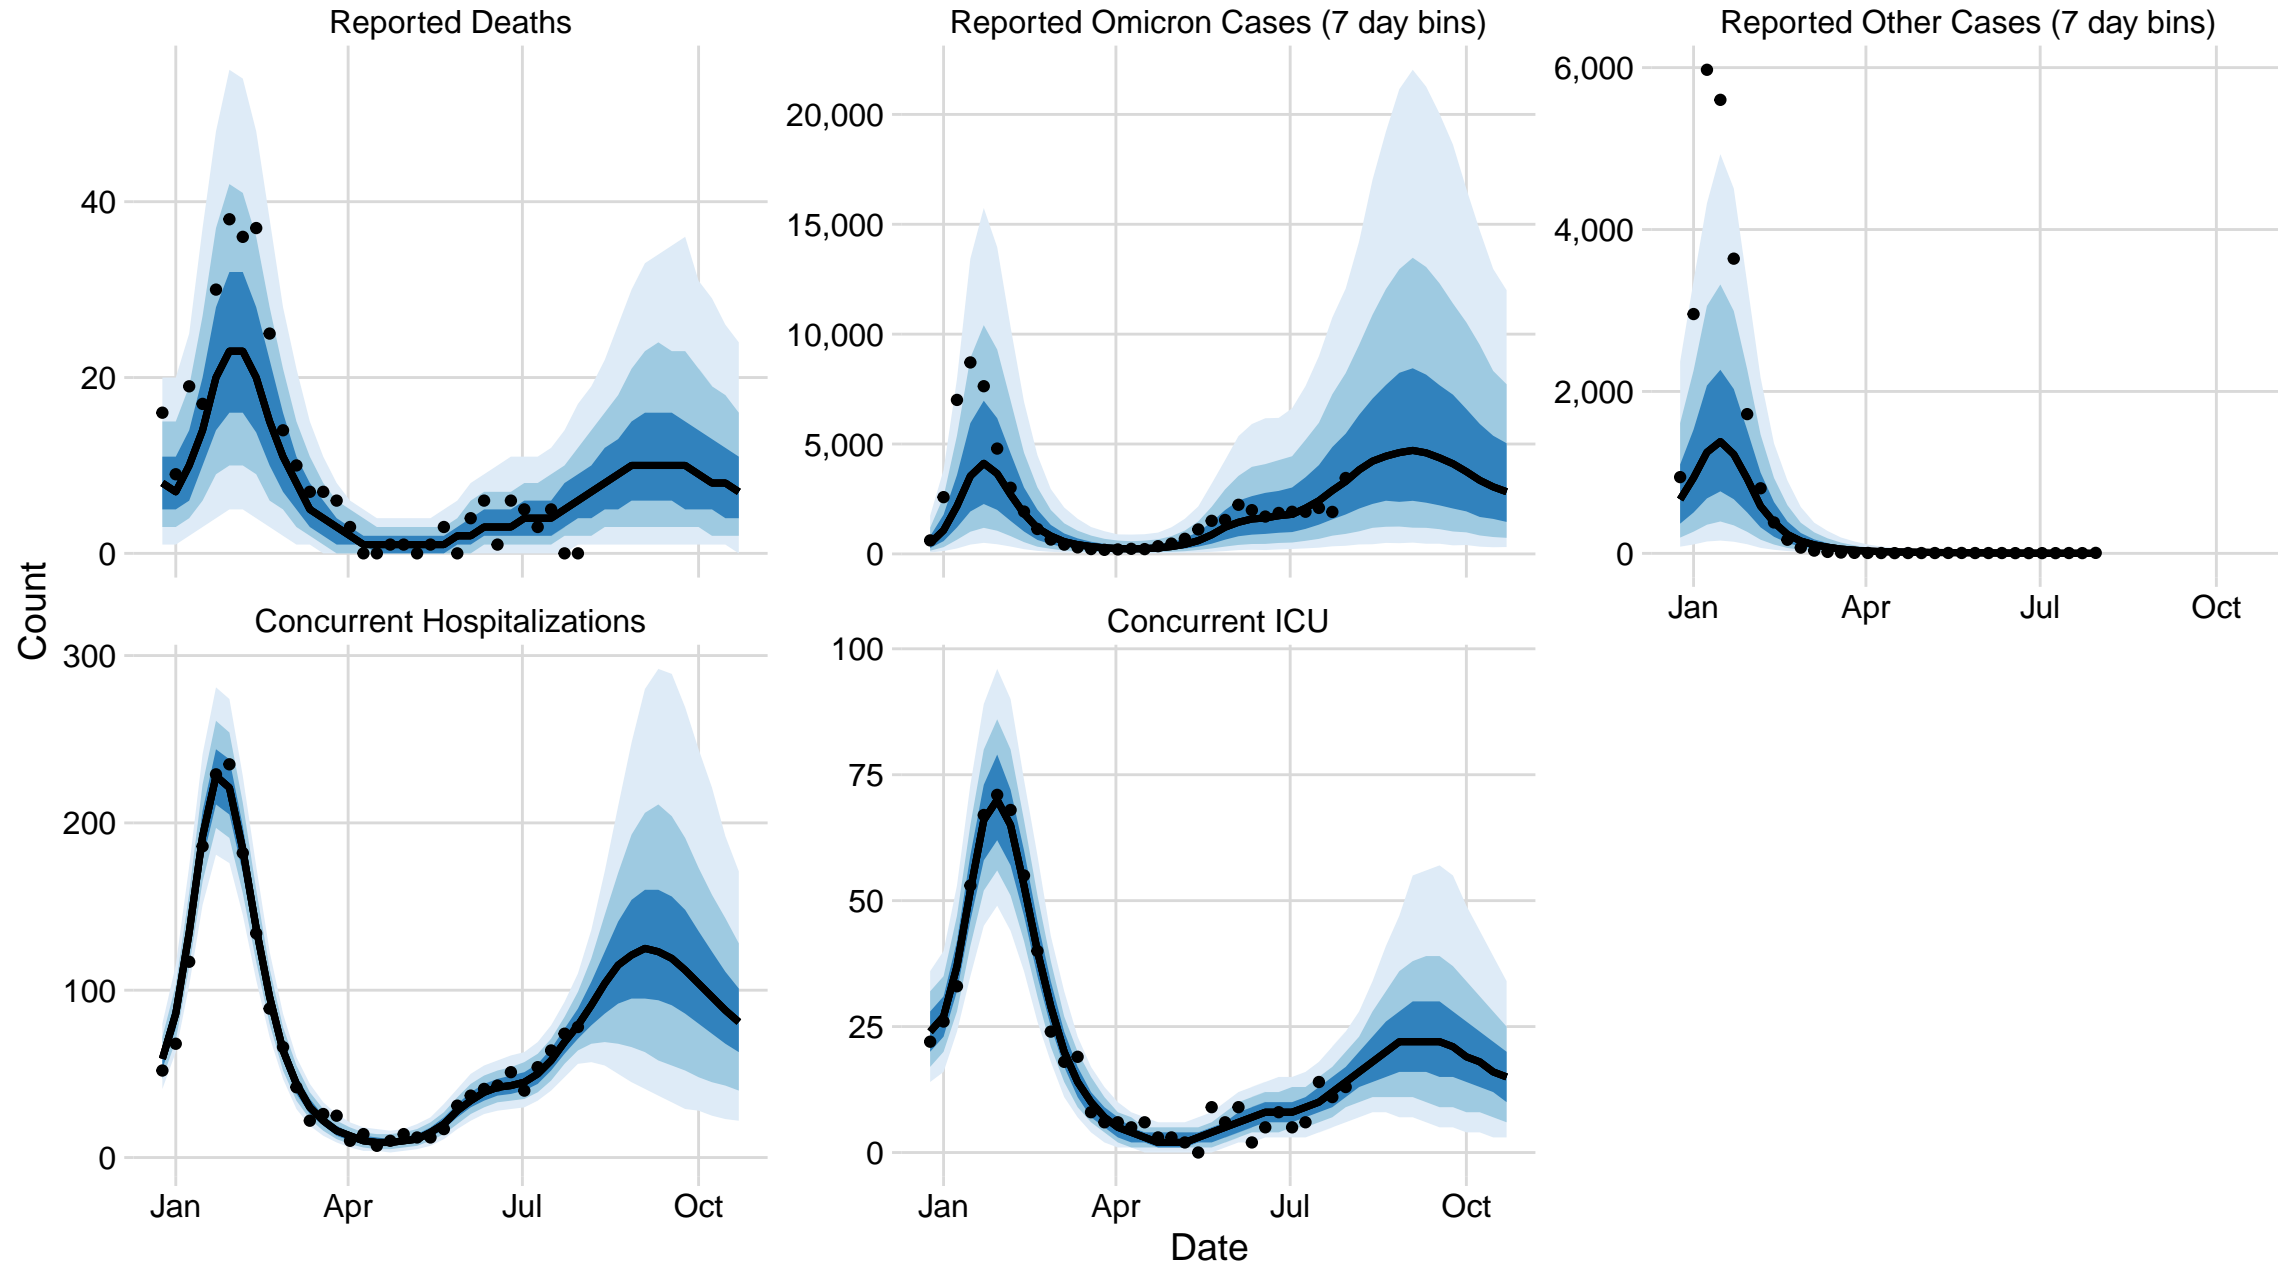 Reported Deaths
Reported Omicron Cases (7 day bins)
Reported Other Cases (7 day bins)
40
20
0
20,000
15,000
10,000
5,000
0
6,000
4,000
2,000
0
Jan Apr Jul Oct
Count
Concurrent Hospitalizations
Concurrent ICU
300
200
100
0
100
75
50
25
0
Jan Apr Jul Oct
Jan Apr Jul Oct
Date